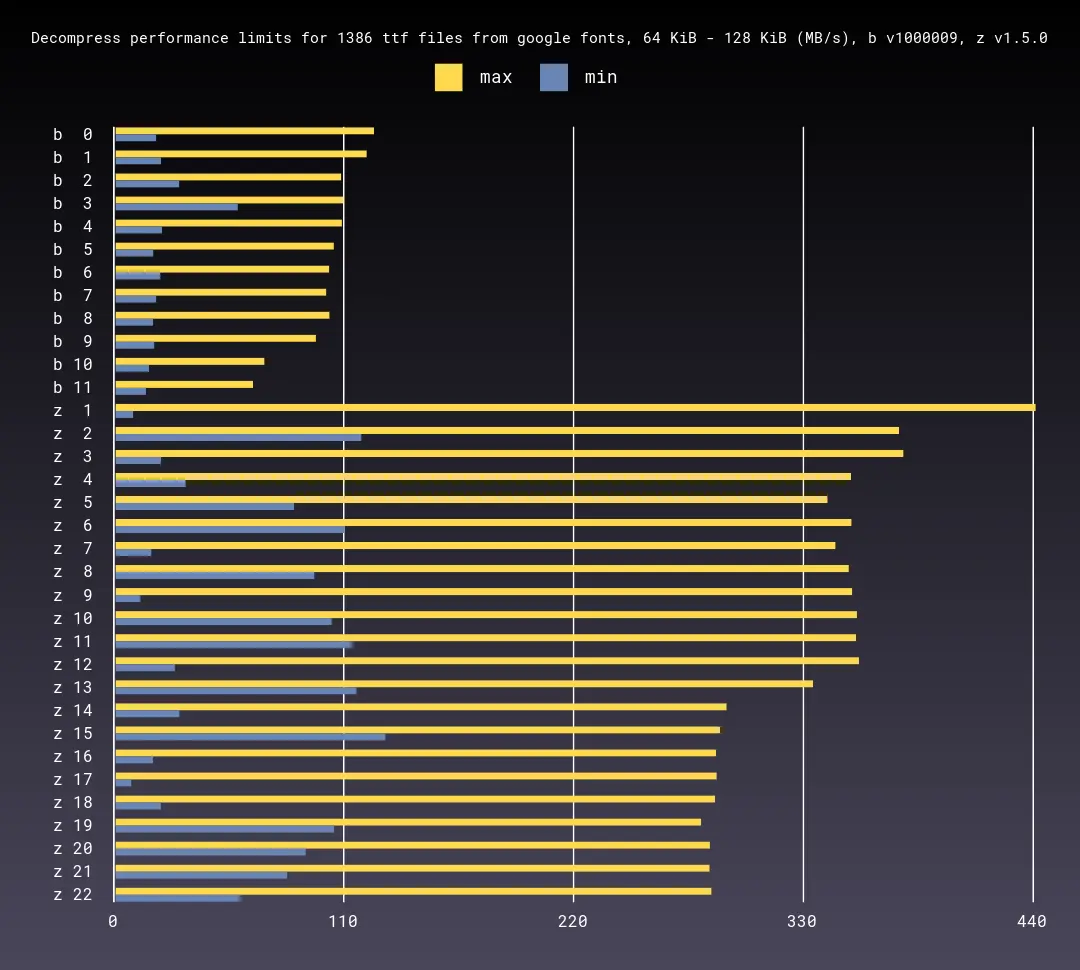 Decompress performance limits for 1386 ttf files from google fonts, 64 KiB - 128 KiB (MB/s), b v1000009, z v1.5.0
max min
b 0
b 1
b 2
b 3
b 4
b 5
b 6
b 7
b 8
b 9
b 10
b 11
z 1
z 2
z 3
z 4
z 5
z 6
z 7
z 8
z 9
z 10
z 11
z 12
z 13
z 14
z 15
z 16
z 17
z 18
z 19
z 20
z 21
z 22
0 110 220 330 440